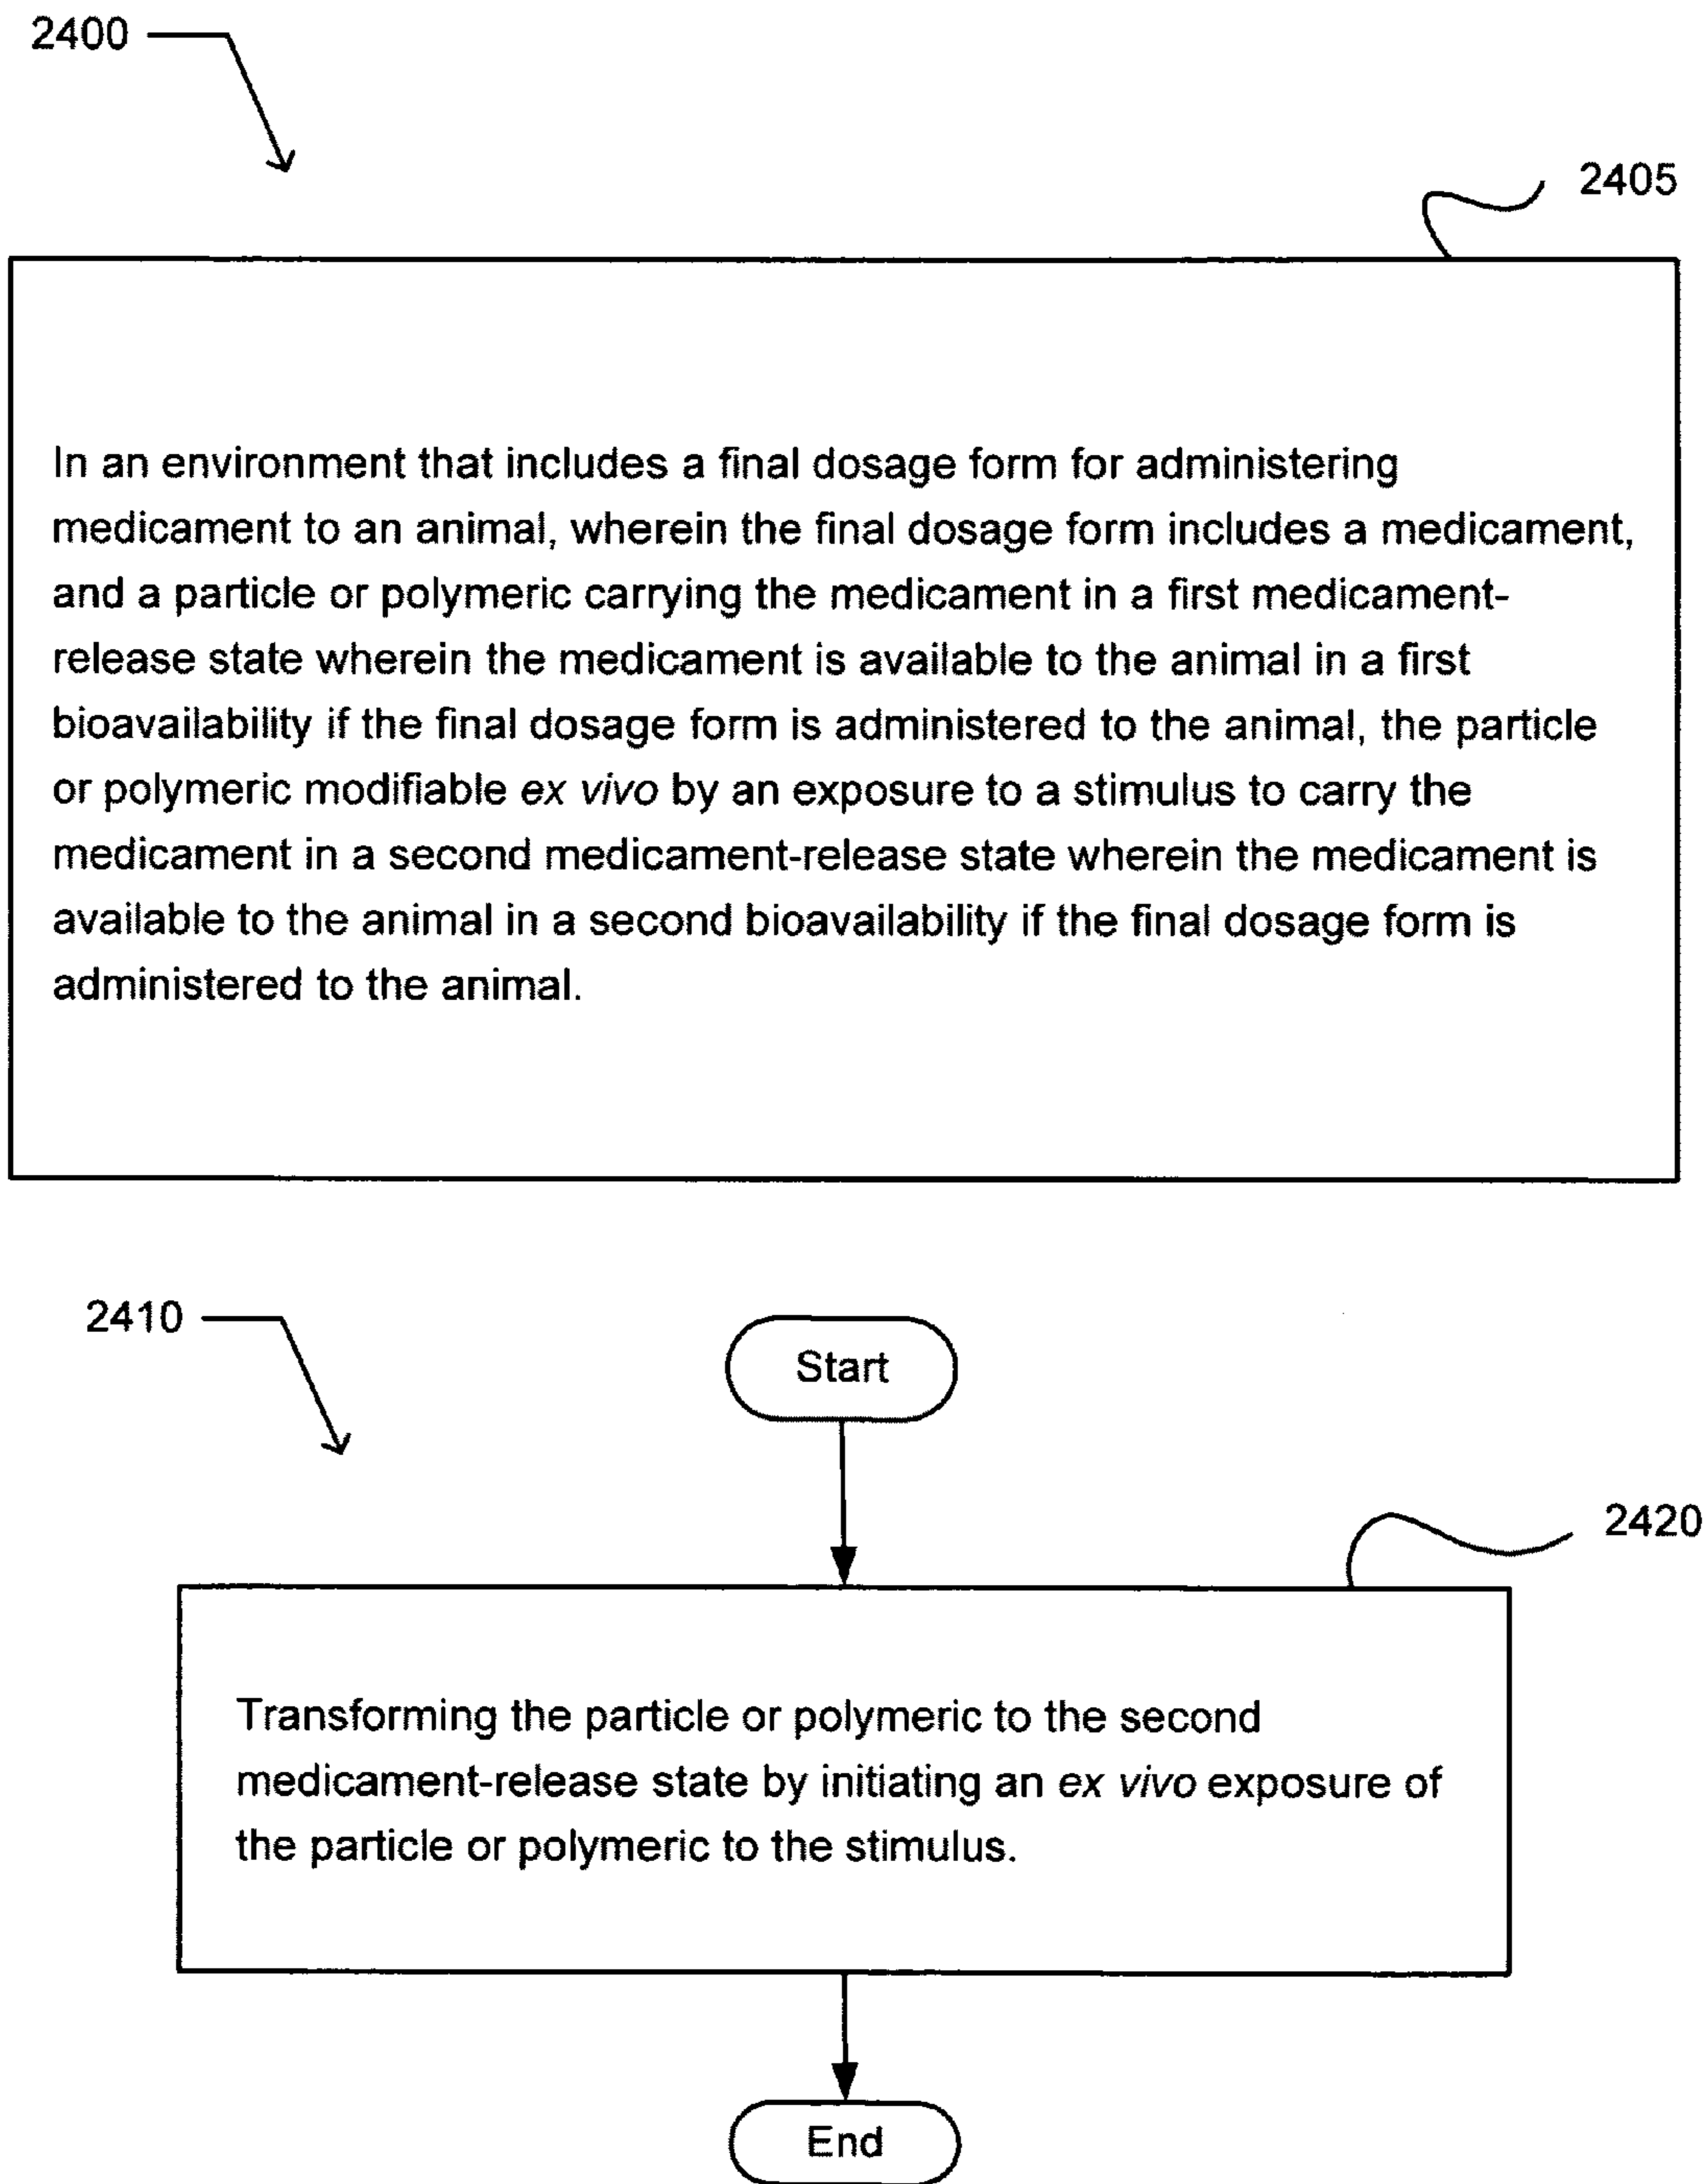 2400
2405
In an environment that includes a final dosage form for administering
medicament to an animal, wherein the final dosage form includes a medicament,
and a particle or polymeric carrying the medicament in a first medicament-
release state wherein the medicament is available to the animal in a first
bioavailability if the final dosage form is administered to the animal, the particle
or polymeric modifiable ex vivo by an exposure to a stimulus to carry the
medicament in a second medicament-release state wherein the medicament is
available to the animal in a second bioavailability if the final dosage form is
administered to the animal.
2410
Start
2420
Transforming the particle or polymeric to the second
medicament-release state by initiating an ex vivo exposure of
the particle or polymeric to the stimulus.
End